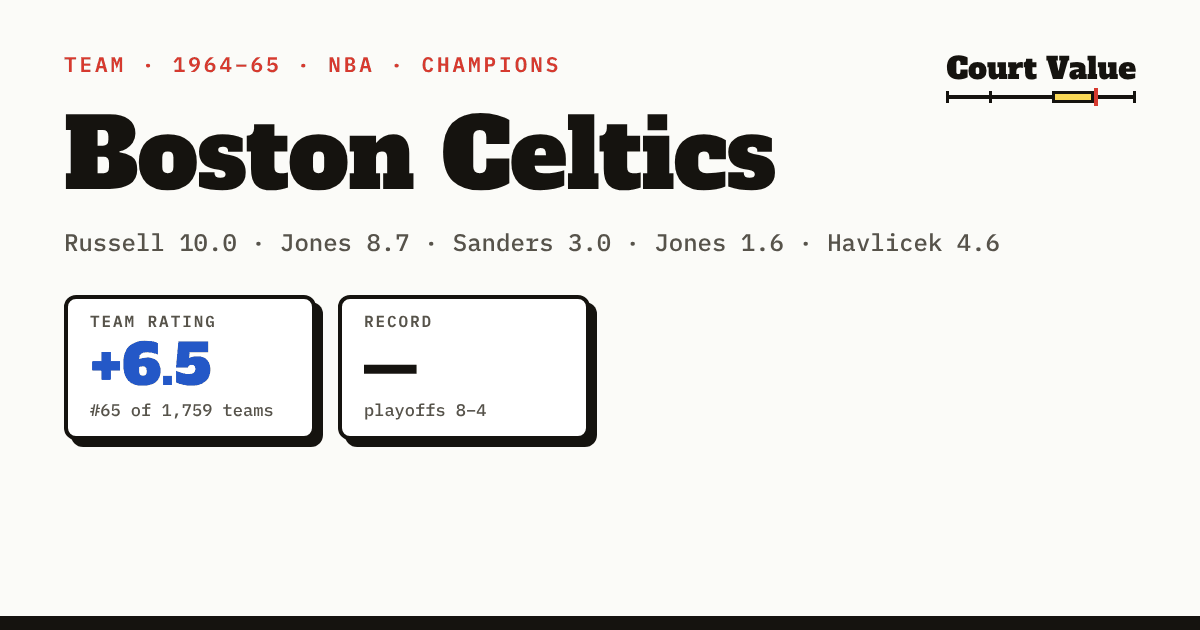 TEAM · 1964–65 · NBA · CHAMPIONS
Court Value
Boston Celtics
Russell 10.0 · Jones 8.7 · Sanders 3.0 · Jones 1.6 · Havlicek 4.6
TEAM RATING
+6.5
#65 of 1,759 teams
RECORD
—
playoffs 8–4